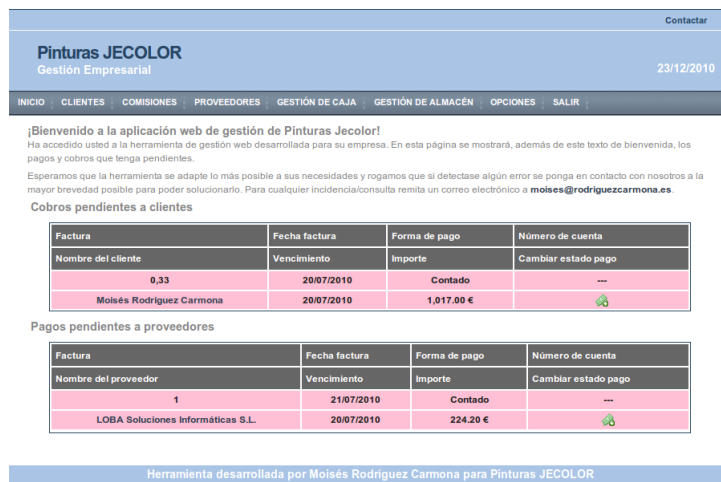 Contactar
Pinturas JECOLOR
Gestión Empresarial
23/12/2010
INICIO CLIENTES COMISIONES PROVEEDORES GESTIÓN DE CAJA GESTIÓN DE ALMACÉN OPCIONES SALIR
¡Bienvenido a la aplicación web de gestión de Pinturas Jecolor!
Ha accedido usted a la herramienta de gestión web desarrollada para su empresa. En esta página se mostrará, además de este texto de bienvenida, los
pagos y cobros que tenga pendientes.
Esperamos que la herramienta se adapte lo más posible a sus necesidades y rogamos que si detectase algún error se ponga en contacto con nosotros a la
mayor brevedad posible para poder solucionarlo. Para cualquier incidencia/consulta remita un correo electrónico a moises@rodriguezcarmona.es.
Cobros pendientes a clientes
Factura Fecha factura Forma de pago Número de cuenta
Nombre del cliente Vencimiento Importe Cambiar estado pago
0,33 20/07/2010 Contado ---
Moisés Rodríguez Carmona 20/07/2010 1,017.00 €
Pagos pendientes a proveedores
Factura Fecha factura Forma de pago Número de cuenta
Nombre del proveedor Vencimiento Importe Cambiar estado pago
1 21/07/2010 Contado ---
LOBA Soluciones Informáticas S.L. 20/07/2010 224.20 €
Herramienta desarrollada por Moisés Rodríguez Carmona para Pinturas JECOLOR